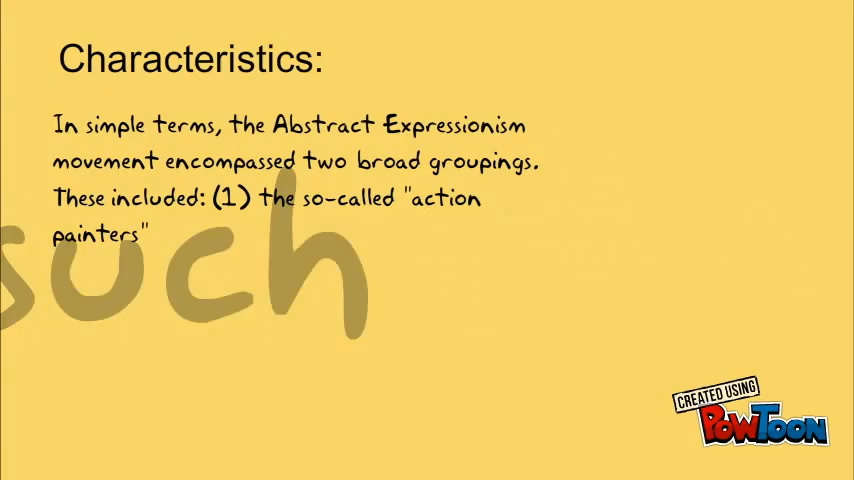 Characteristics:
In simple terms, the Abstract Expressionism
movement encompassed two broad groupings.
These included: (1) the so-called "action
painters"
such
CREATED USING
POWTOON